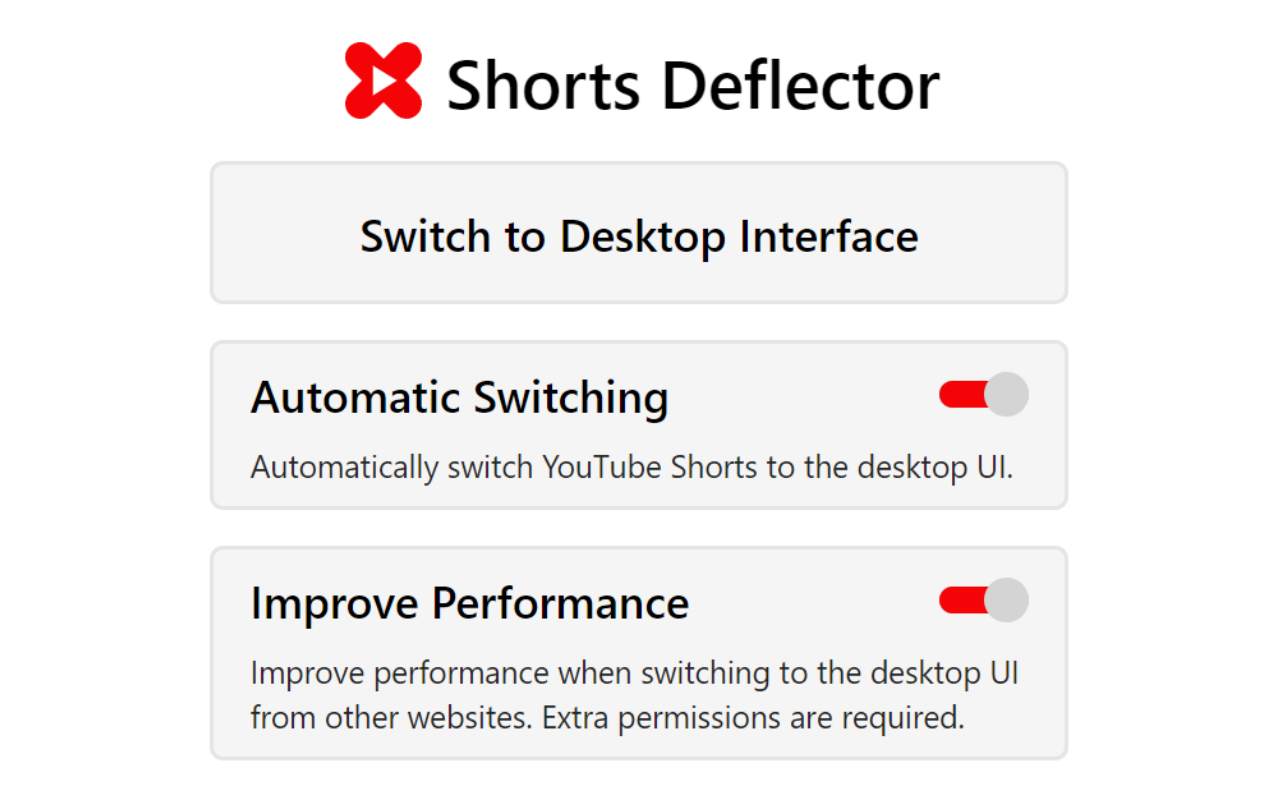 Shorts Deflector
Switch to Desktop Interface
Automatic Switching
Automatically switch YouTube Shorts to the desktop UI.
Improve Performance
Improve performance when switching to the desktop UI
from other websites. Extra permissions are required.